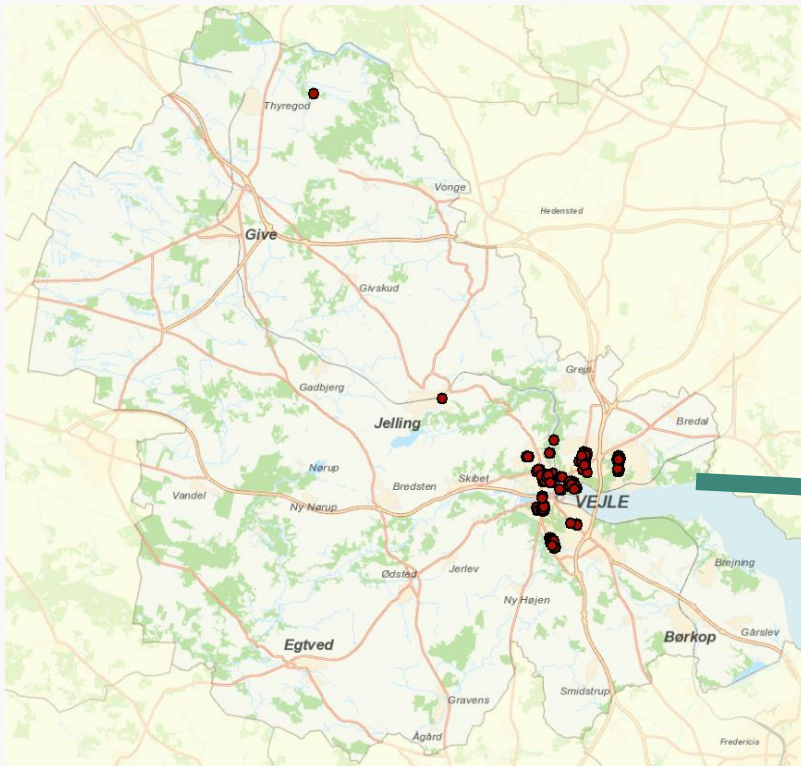 Thyregod
Vonge
Hedensted
Give
Givskud
Grejs
Gadbjerg
Bredal
Jelling
Nørup
Skibet
Bredsten
Vandel
Ny Nørup
VEJLE
Brejning
Ødsted
Jerlev
Ny Højen
Børkop
Gårslev
Egtved
Smidstrup
Gravens
Ågård
Fredericia